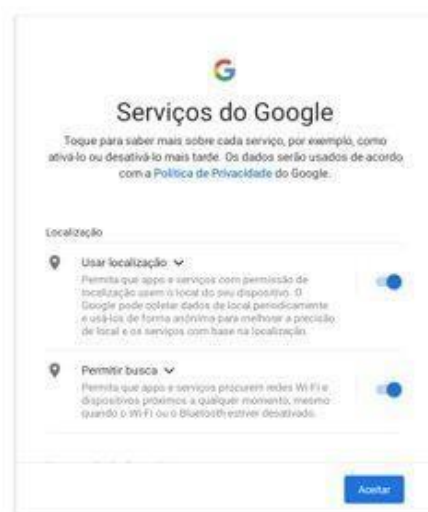 Serviços do Google
Toque para saber mais sobre cada serviço, por exemplo, como
ativá-lo ou desativá-lo mais tarde. Os dados serão usados de acordo
com a Política de Privacidade do Google.
Localização
Usar localização
Permita que apps e serviços com permissão de
localização usem o local do seu dispositivo. O
Google pode coletar dados de local periodicamente
e usá-los de forma anônima para melhorar a precisão
de local e os serviços com base na localização.
Permitir busca
Permita que apps e serviços procurem redes Wi-Fi e
dispositivos próximos a qualquer momento, mesmo
quando o Wi-Fi ou o Bluetooth estiver desativado.
Aceitar